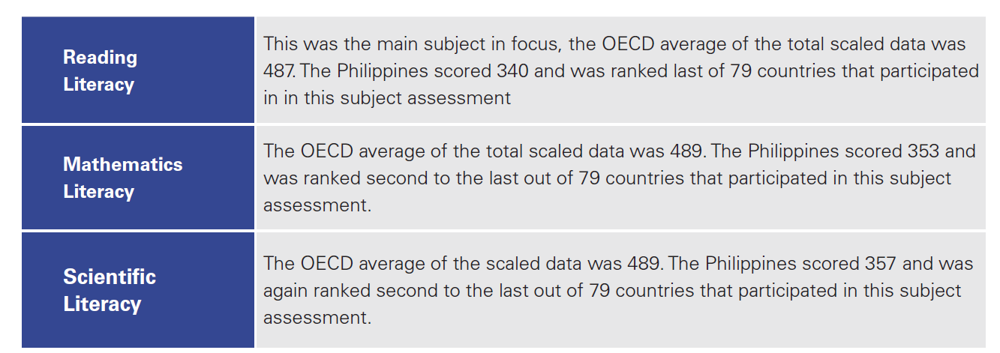 Reading
Literacy
This was the main subject in focus, the OECD average of the total scaled data was
487. The Philippines scored 340 and was ranked last of 79 countries that participated
in in this subject assessment
Mathematics
Literacy
The OECD average of the total scaled data was 489. The Philippines scored 353 and
was ranked second to the last out of 79 countries that participated in this subject
assessment.
Scientific
Literacy
The OECD average of the scaled data was 489. The Philippines scored 357 and was
again ranked second to the last out of 79 countries that participated in this subject
assessment.